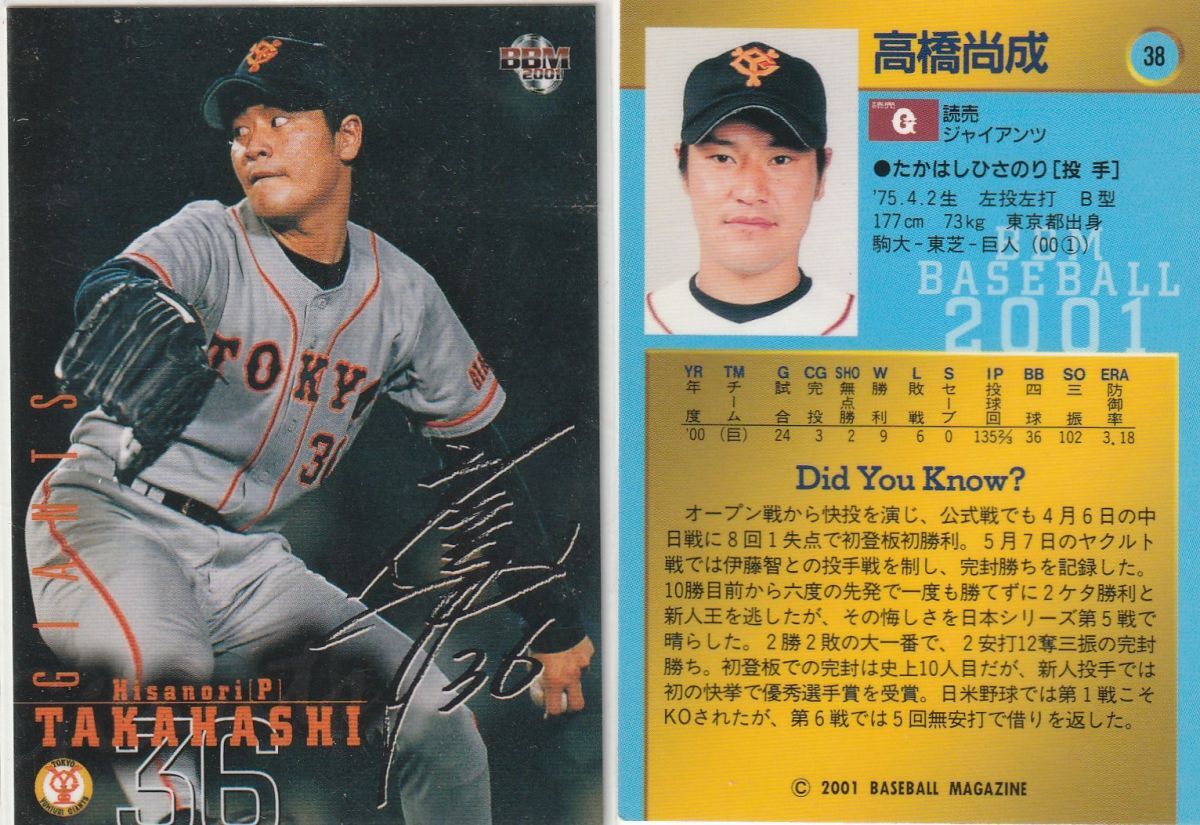 BBM
2001
TOKYO
36
GIANTS
36
Hisanori[P]
TAKAHASHI
36
TOKYO
YOMIURI GIANTS
高橋尚成
38
読売
G
読売
ジャイアンツ
●たかはしひさのり[投 手]
'75.4.2生 左投左打 B型
177cm 73kg 東京都出身
駒大-東芝-巨人(00①)
BBM
BASEBALL
2001
YR TM G CG SHO W L S IP BB SO ERA
年度 チーム 試合 完投 無点勝 勝利 敗戦 セーブ 投球回 四球 三振 防御率
'00 (巨) 24 3 2 9 6 0 135⅔ 36 102 3.18
Did You Know?
オープン戦から快投を演じ、公式戦でも4月6日の中
日戦に8回1失点で初登板初勝利。5月7日のヤクルト
戦では伊藤智との投手戦を制し、完封勝ちを記録した。
10勝目前から六度の先発で一度も勝てずに2ケタ勝利と
新人王を逃したが、その悔しさを日本シリーズ第5戦で
晴らした。2勝2敗の大一番で、2安打12奪三振の完封
勝ち。初登板での完封は史上10人目だが、新人投手では
初の快挙で優秀選手賞を受賞。日米野球では第1戦こそ
KOされたが、第6戦では5回無安打で借りを返した。
© 2001 BASEBALL MAGAZINE